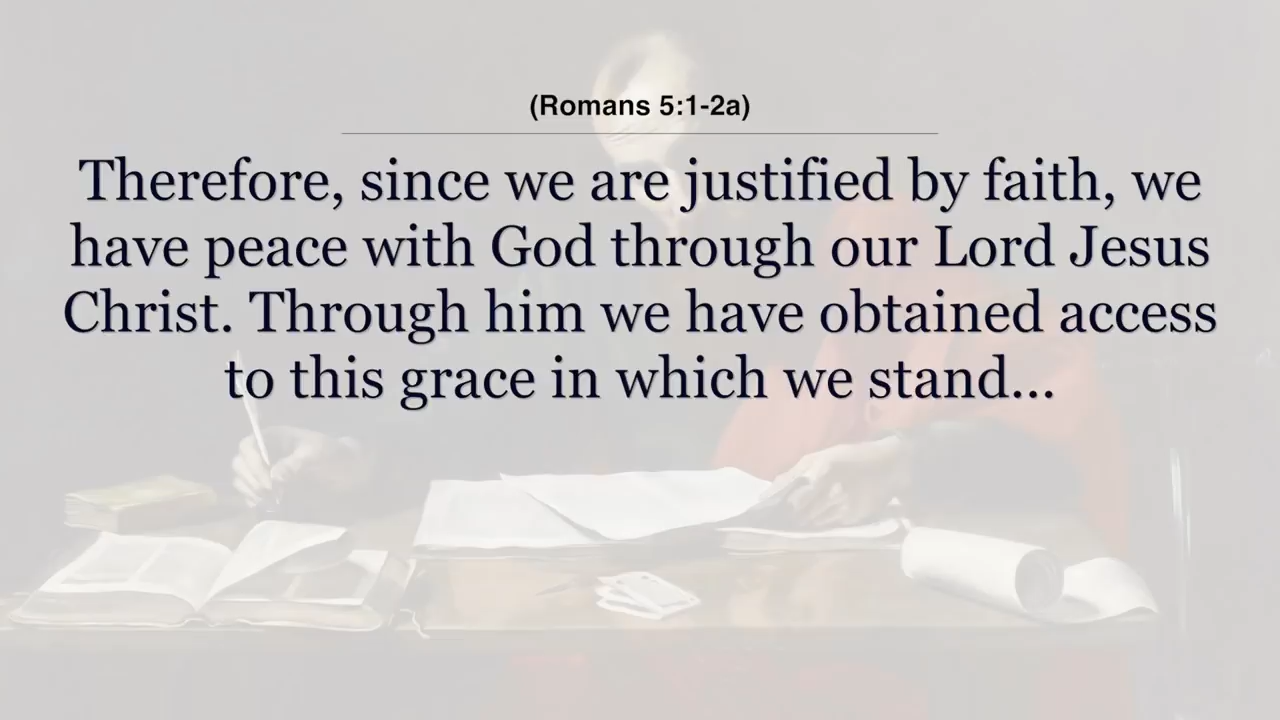 (Romans 5:1-2a)
Therefore, since we are justified by faith, we
have peace with God through our Lord Jesus
Christ. Through him we have obtained access
to this grace in which we stand...